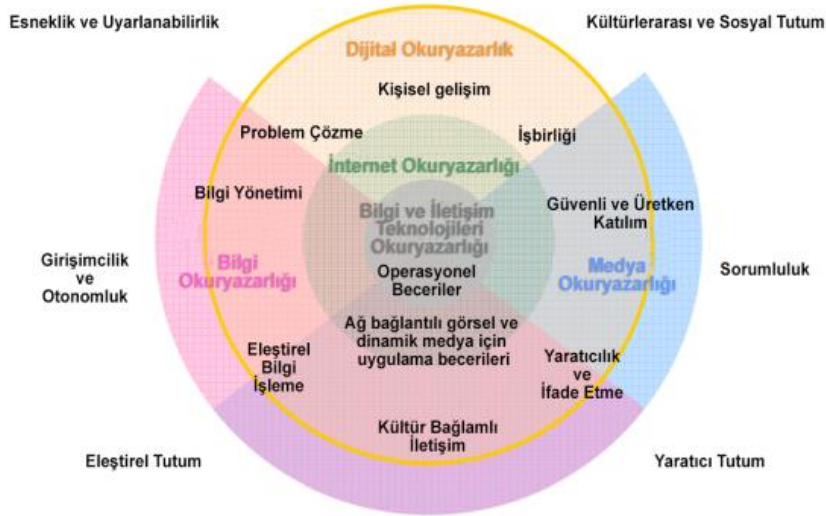 Esneklik ve Uyarlanabilirlik
Kültürlerarası ve Sosyal Tutum
Dijital Okuryazarlık
Kişisel gelişim
Problem Çözme
İşbirliği
İnternet Okuryazarlığı
Bilgi Yönetimi
Güvenli ve Üretken
Katılım
Bilgi ve İletişim
Teknolojileri
Okuryazarlığı
Girişimcilik
ve
Otonomluk
Bilgi
Okuryazarlığı
Operasyonel
Beceriler
Medya
Okuryazarlığı
Sorumluluk
Ağ bağlantılı görsel ve
dinamik medya için
uygulama becerileri
Eleştirel
Bilgi
İşleme
Yaratıcılık
ve
İfade Etme
Kültür Bağlamlı
İletişim
Eleştirel Tutum
Yaratıcı Tutum